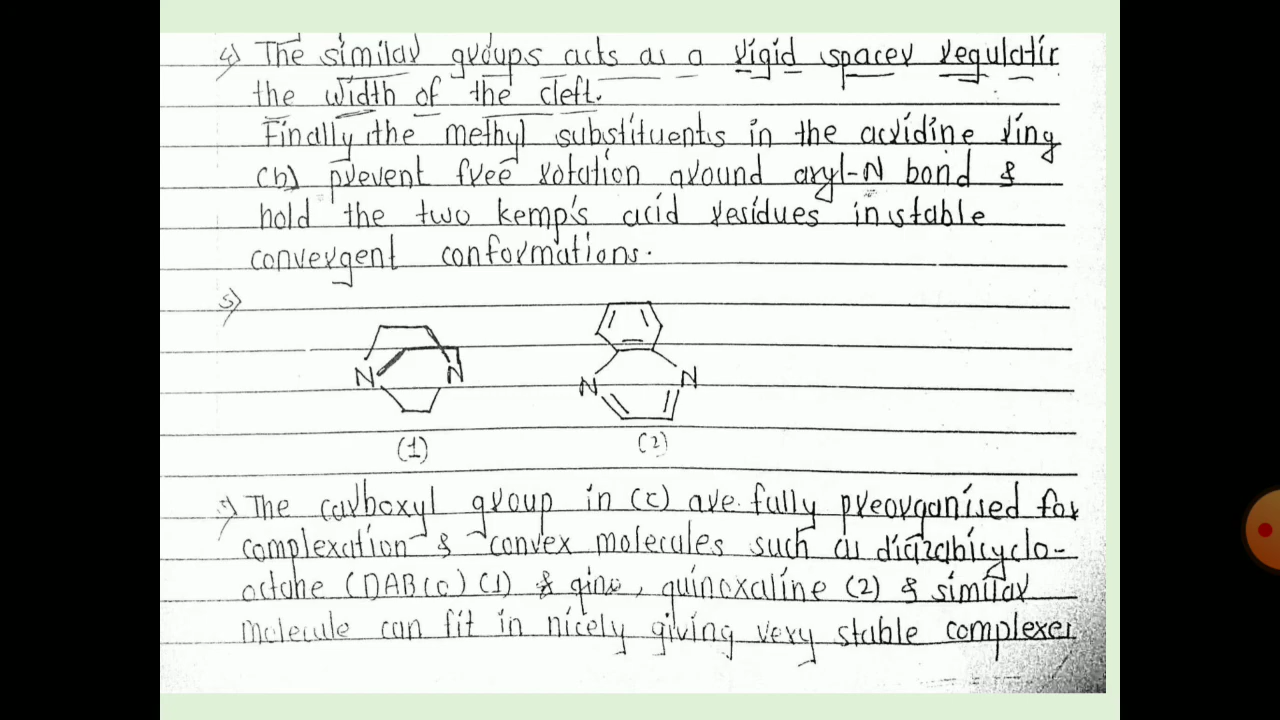 4) The similar groups acts as a rigid spacer regulatin
the width of the cleft.
Finally the methyl substituents in the acridine ring
(b) prevent free rotation around aryl-N bond &
hold the two kemp's acid residues in stable
convergent conformations.
5)
N N N N
(1) (2)
The carboxyl group in (c) are fully preorganised for
complexation & convex molecules such as diazabicyclo-
octane (DABCO) (1) & , quinoxaline (2) & similar
molecule can fit in nicely giving very stable complexes